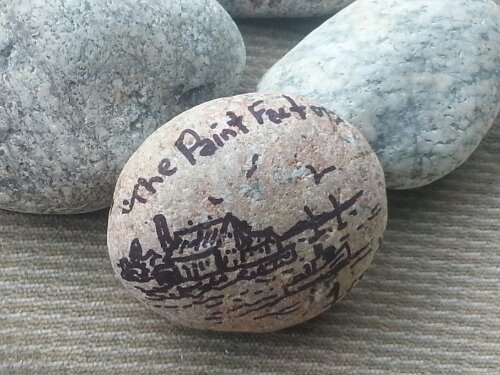 "The Paint Factory